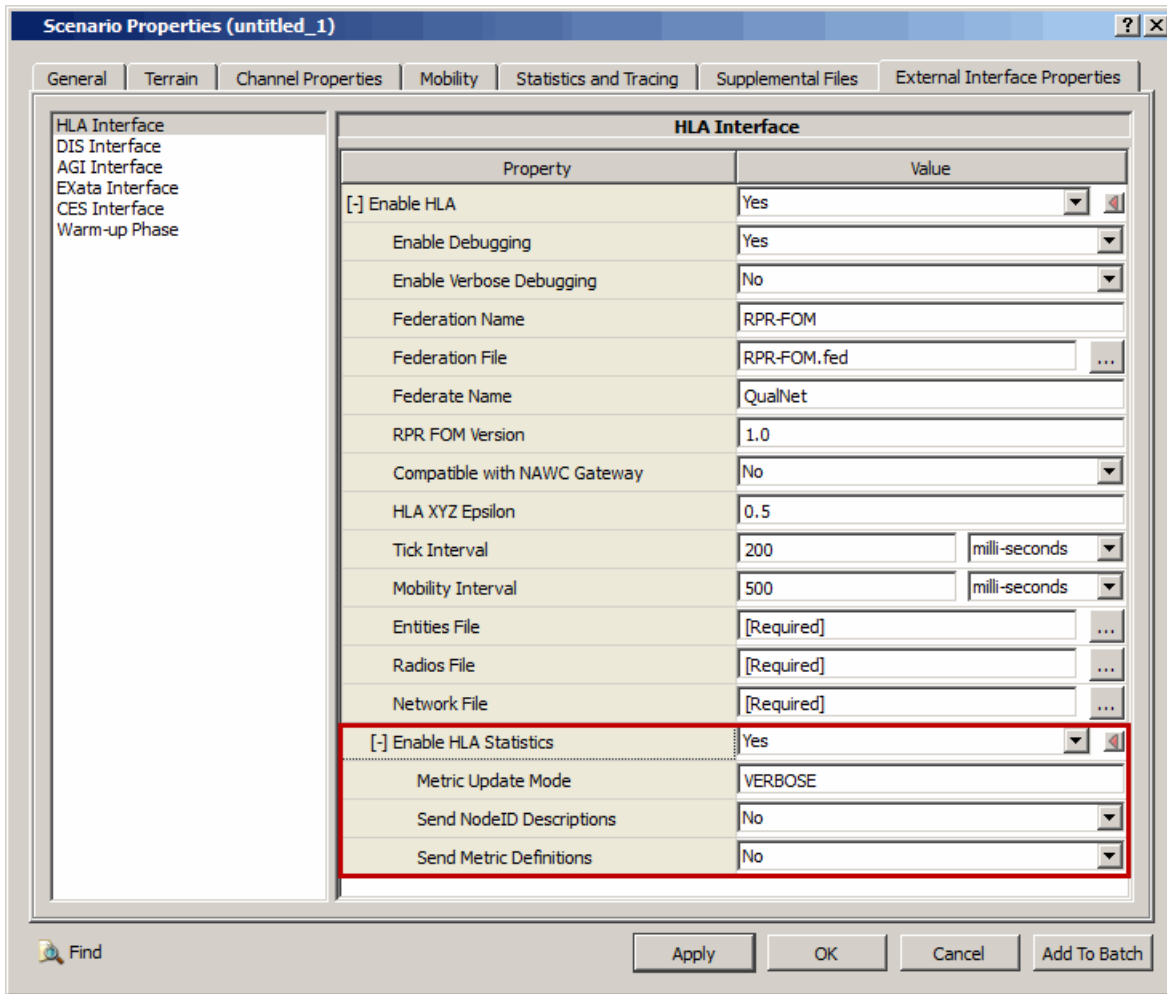 Scenario Properties (untitled_1)
? X
General Terrain Channel Properties Mobility Statistics and Tracing Supplemental Files External Interface Properties
HLA Interface
DIS Interface
AGI Interface
EXata Interface
CES Interface
Warm-up Phase
HLA Interface
Property Value
[-] Enable HLA Yes
Enable Debugging Yes
Enable Verbose Debugging No
Federation Name RPR-FOM
Federation File RPR-FOM.fed ...
Federate Name QualNet
RPR FOM Version 1.0
Compatible with NAWC Gateway No
HLA XYZ Epsilon 0.5
Tick Interval 200 milli-seconds
Mobility Interval 500 milli-seconds
Entities File [Required] ...
Radios File [Required] ...
Network File [Required] ...
[-] Enable HLA Statistics Yes
Metric Update Mode VERBOSE
Send NodeID Descriptions No
Send Metric Definitions No
Find Apply OK Cancel Add To Batch